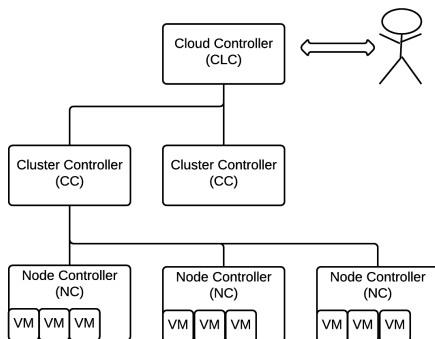 Cloud Controller
(CLC)
Cluster Controller
(CC)
Cluster Controller
(CC)
Node Controller
(NC)
VM VM VM
Node Controller
(NC)
VM VM VM
Node Controller
(NC)
VM VM VM